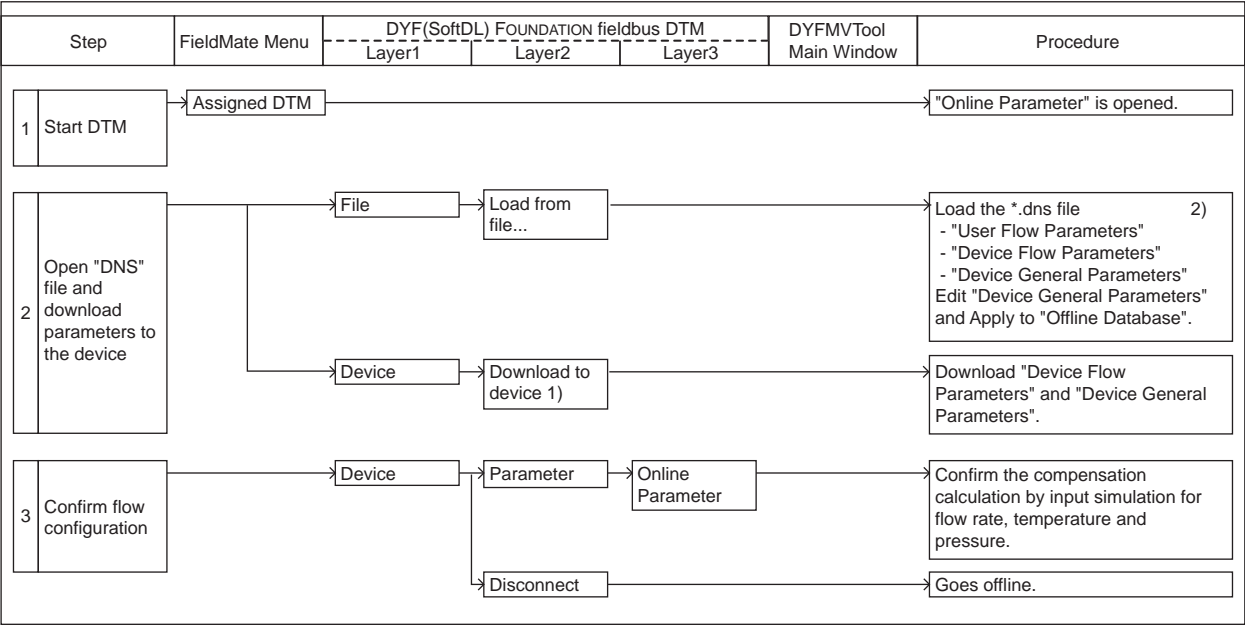 Step
FieldMate Menu
DYF(SoftDL) FOUNDATION fieldbus DTM
Layer1
Layer2
Layer3
DYFMVTool
Main Window
Procedure
1
Start DTM
Assigned DTM
"Online Parameter" is opened.
2
Open "DNS"
file and
download
parameters to
the device
File
Load from
file...
Load the *.dns file 2)
- "User Flow Parameters"
- "Device Flow Parameters"
- "Device General Parameters"
Edit "Device General Parameters"
and Apply to "Offline Database".
Device
Download to
device 1)
Download "Device Flow
Parameters" and "Device General
Parameters".
3
Confirm flow
configuration
Device
Parameter
Online
Parameter
Confirm the compensation
calculation by input simulation for
flow rate, temperature and
pressure.
Disconnect
Goes offline.